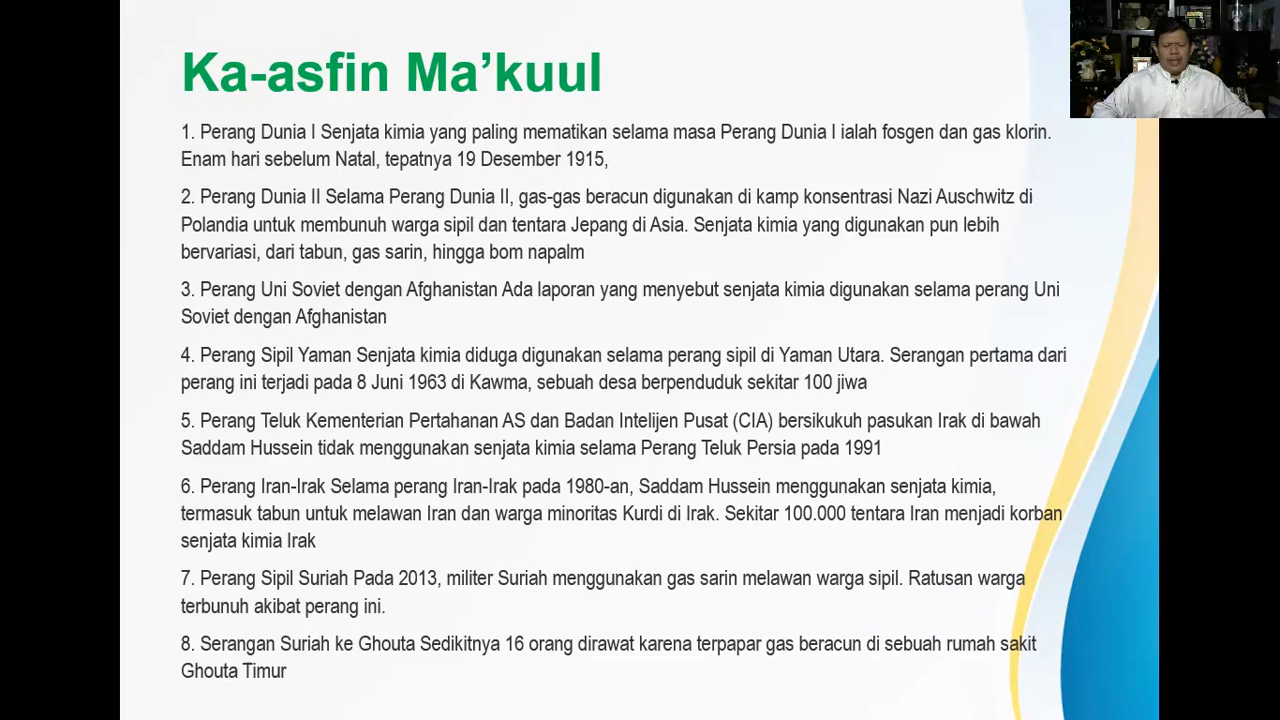 Ka-asfin Ma’kuul
1. Perang Dunia I Senjata kimia yang paling mematikan selama masa Perang Dunia I ialah fosgen dan gas klorin.
Enam hari sebelum Natal, tepatnya 19 Desember 1915,
2. Perang Dunia II Selama Perang Dunia II, gas-gas beracun digunakan di kamp konsentrasi Nazi Auschwitz di
Polandia untuk membunuh warga sipil dan tentara Jepang di Asia. Senjata kimia yang digunakan pun lebih
bervariasi, dari tabun, gas sarin, hingga bom napalm
3. Perang Uni Soviet dengan Afghanistan Ada laporan yang menyebut senjata kimia digunakan selama perang Uni
Soviet dengan Afghanistan
4. Perang Sipil Yaman Senjata kimia diduga digunakan selama perang sipil di Yaman Utara. Serangan pertama dari
perang ini terjadi pada 8 Juni 1963 di Kawma, sebuah desa berpenduduk sekitar 100 jiwa
5. Perang Teluk Kementerian Pertahanan AS dan Badan Intelijen Pusat (CIA) bersikukuh pasukan Irak di bawah
Saddam Hussein tidak menggunakan senjata kimia selama Perang Teluk Persia pada 1991
6. Perang Iran-Irak Selama perang Iran-Irak pada 1980-an, Saddam Hussein menggunakan senjata kimia,
termasuk tabun untuk melawan Iran dan warga minoritas Kurdi di Irak. Sekitar 100.000 tentara Iran menjadi korban
senjata kimia Irak
7. Perang Sipil Suriah Pada 2013, militer Suriah menggunakan gas sarin melawan warga sipil. Ratusan warga
terbunuh akibat perang ini.
8. Serangan Suriah ke Ghouta Sedikitnya 16 orang dirawat karena terpapar gas beracun di sebuah rumah sakit
Ghouta Timur